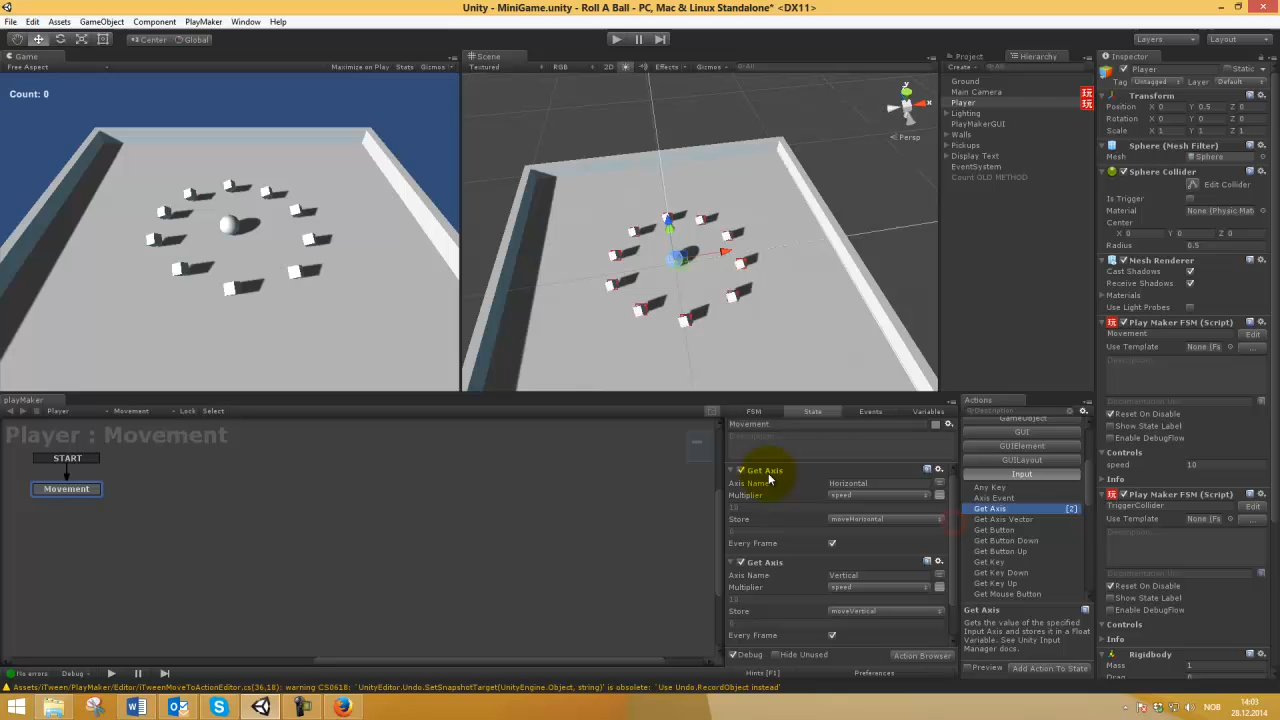 Unity - MiniGame.unity - Roll A Ball - PC, Mac & Linux Standalone* <DX11>
File Edit Assets GameObject Component PlayMaker Window Help
Center Global Layers Layout
Game
Free Aspect Maximize on Play Stats Gizmos
Count: 0
Scene
Textured RGB 2D Effects Gizmos All
y
x
Persp
Project Hierarchy
Create All
Ground
Main Camera
Player
Lighting
PlayMakerGUI
Walls
Pickups
Display Text
EventSystem
Count OLD METHOD
Inspector
Player Static
Tag Untagged Layer Default
Transform
Position X 0 Y 0.5 Z 0
Rotation X 0 Y 0 Z 0
Scale X 1 Y 1 Z 1
Sphere (Mesh Filter)
Mesh Sphere
Sphere Collider
Edit Collider
Is Trigger
Material None (Physic Mat
Center
X 0 Y 0 Z 0
Radius 0.5
Mesh Renderer
Cast Shadows
Receive Shadows
Materials
Use Light Probes
Play Maker FSM (Script)
Movement Edit
Use Template None (Fs ...
Reset On Disable
Show State Label
Enable DebugFlow
Controls
speed 10
Info
Play Maker FSM (Script)
TriggerCollider Edit
Use Template None (Fs ...
Reset On Disable
Show State Label
Enable DebugFlow
Controls
Info
Rigidbody
Mass 1
Drag 0
playMaker
Player Movement Lock Select
Player : Movement
START
Movement
FSM State Events Variables
Movement
Get Axis
Axis Name Horizontal
Multiplier speed
10
Store moveHorizontal
0
Every Frame
Get Axis
Axis Name Vertical
Multiplier speed
10
Store moveVertical
0
Every Frame
Debug Hide Unused Action Browser
Hints [F1] Preferences
Actions
Description
GameObject
GUI
GUIElement
GUILayout
Input
Any Key
Axis Event
Get Axis [2]
Get Axis Vector
Get Button
Get Button Down
Get Button Up
Get Key
Get Key Down
Get Key Up
Get Mouse Button
Get Axis
Gets the value of the specified
Input Axis and stores it in a Float
Variable. See Unity Input
Manager docs.
Preview Add Action To State
No errors Debug
Assets/iTween/PlayMaker/Editor/iTweenMoveToActionEditor.cs(36,18): warning CS0618: `UnityEditor.Undo.SetSnapshotTarget(UnityEngine.Object, string)' is obsolete: `Use Undo.RecordObject instead'
NOB
14:03
28.12.2014